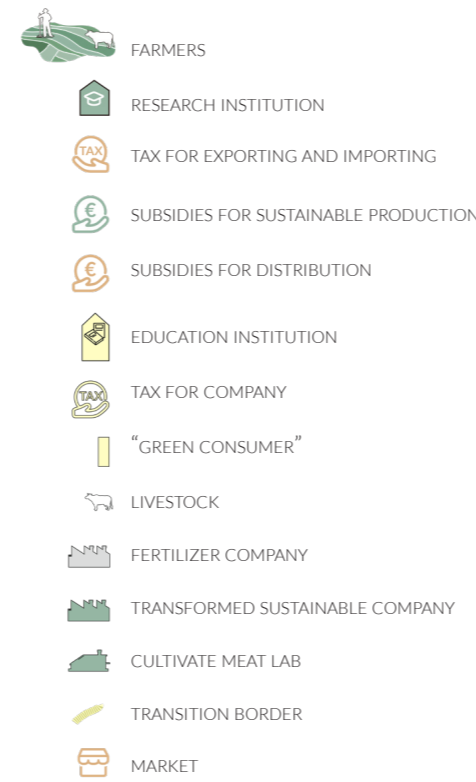 FARMERS
RESEARCH INSTITUTION
TAX
TAX FOR EXPORTING AND IMPORTING
€
SUBSIDIES FOR SUSTAINABLE PRODUCTION
€
SUBSIDIES FOR DISTRIBUTION
EDUCATION INSTITUTION
TAX
TAX FOR COMPANY
“GREEN CONSUMER”
LIVESTOCK
FERTILIZER COMPANY
TRANSFORMED SUSTAINABLE COMPANY
CULTIVATE MEAT LAB
TRANSITION BORDER
MARKET